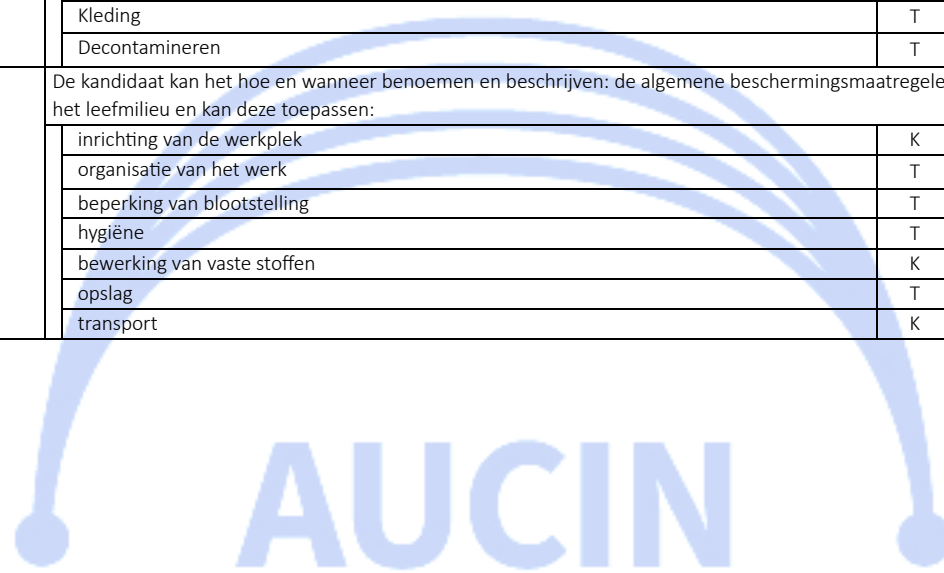 Kleding T
Decontamineren T
De kandidaat kan het hoe en wanneer benoemen en beschrijven: de algemene beschermingsmaatregele
het leefmilieu en kan deze toepassen:
inrichting van de werkplek K
organisatie van het werk T
beperking van blootstelling T
hygiëne T
bewerking van vaste stoffen K
opslag T
transport K
AUCIN